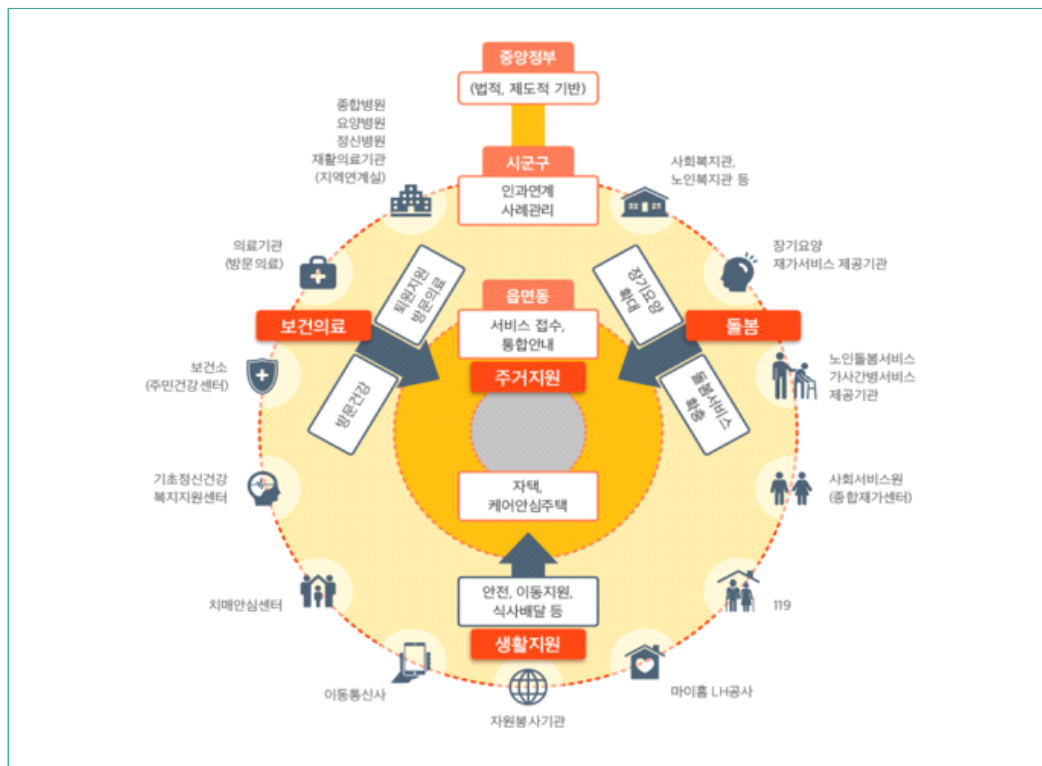 중앙정부
(법적, 제도적 기반)
시군구
인과연계
사례관리
종합병원
요양병원
정신병원
재활의료기관
(지역연계실)
사회복지관,
노인복지관 등
의료기관
(방문의료)
장기요양
재가서비스 제공기관
퇴원지원
방문의료
장기요양
확대
읍면동
서비스 접수,
통합안내
보건의료
돌봄
주거지원
보건소
(주민건강센터)
방문건강
돌봄서비스
확충
노인돌봄서비스
가사간병서비스
제공기관
기초정신건강
복지지원센터
자택,
케어안심주택
사회서비스원
(종합재가센터)
치매안심센터
안전, 이동지원,
식사배달 등
생활지원
119
이동통신사
자원봉사기관
마이홈 LH공사